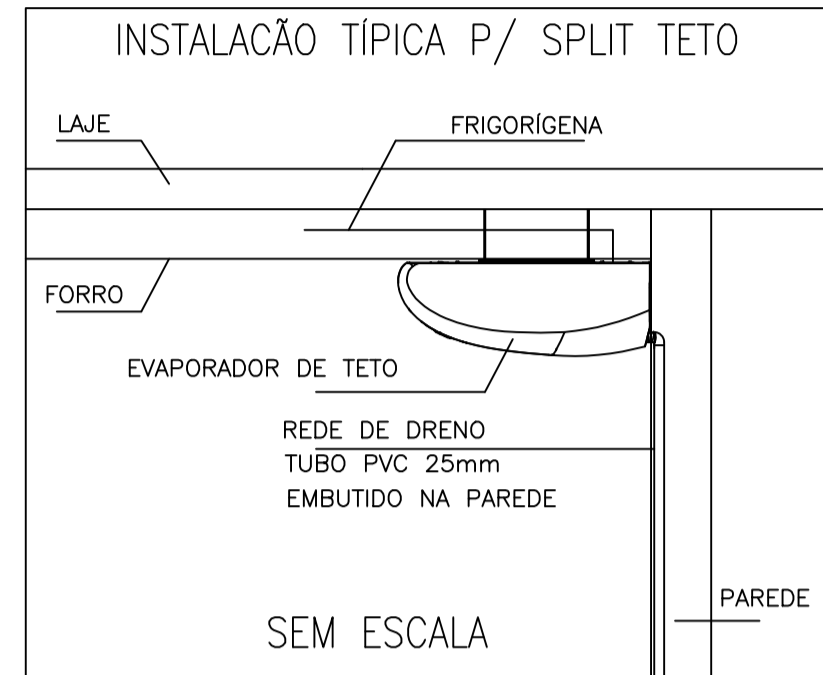 INSTALACÃO TÍPICA P/ SPLIT TETO
LAJE
FRIGORÍGENA
FORRO
EVAPORADOR DE TETO
REDE DE DRENO
TUBO PVC 25mm
EMBUTIDO NA PAREDE
PAREDE
SEM ESCALA